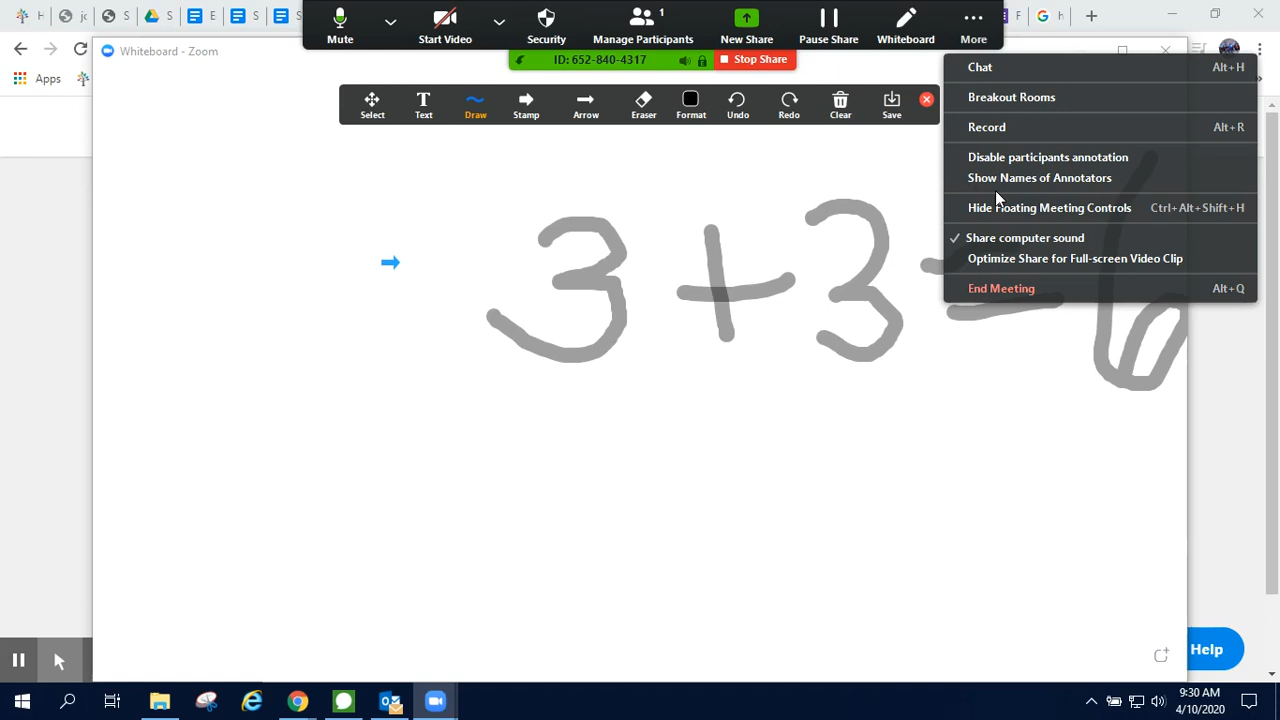 Mute
Start Video
Security
Manage Participants
1
New Share
Pause Share
Whiteboard
More
ID: 652-840-4317
Stop Share
Whiteboard - Zoom
Apps
Select
Text
Draw
Stamp
Arrow
Eraser
Format
Undo
Redo
Clear
Save
Chat Alt+H
Breakout Rooms
Record Alt+R
Disable participants annotation
Show Names of Annotators
Hide Floating Meeting Controls Ctrl+Alt+Shift+H
Share computer sound
Optimize Share for Full-screen Video Clip
End Meeting Alt+Q
3+3=6
Help
9:30 AM
4/10/2020